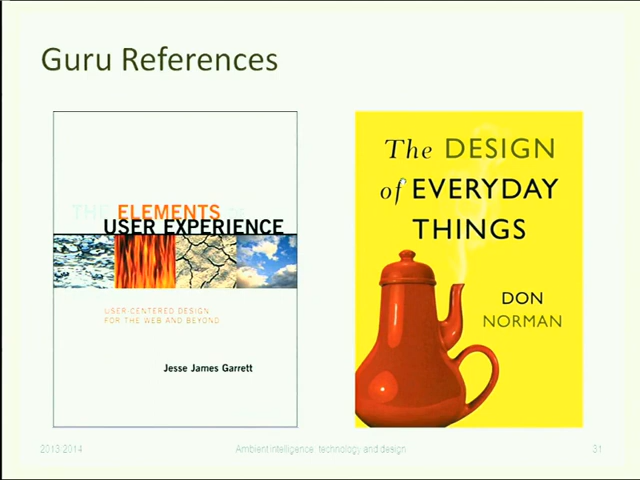 Guru References
THE ELEMENTS OF
USER EXPERIENCE
USER-CENTERED DESIGN
FOR THE WEB AND BEYOND
Jesse James Garrett
The DESIGN
of EVERYDAY
THINGS
DON
NORMAN
2013-2014
Ambient intelligence: technology and design
31